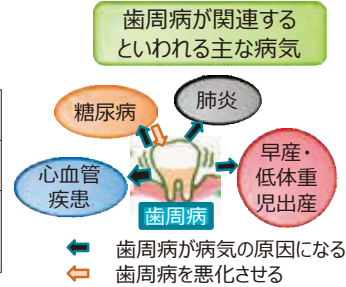 歯周病が関連する
といわれる主な病気
糖尿病
肺炎
心血管
疾患
早産・
低体重
児出産
歯周病
歯周病が病気の原因になる
歯周病を悪化させる